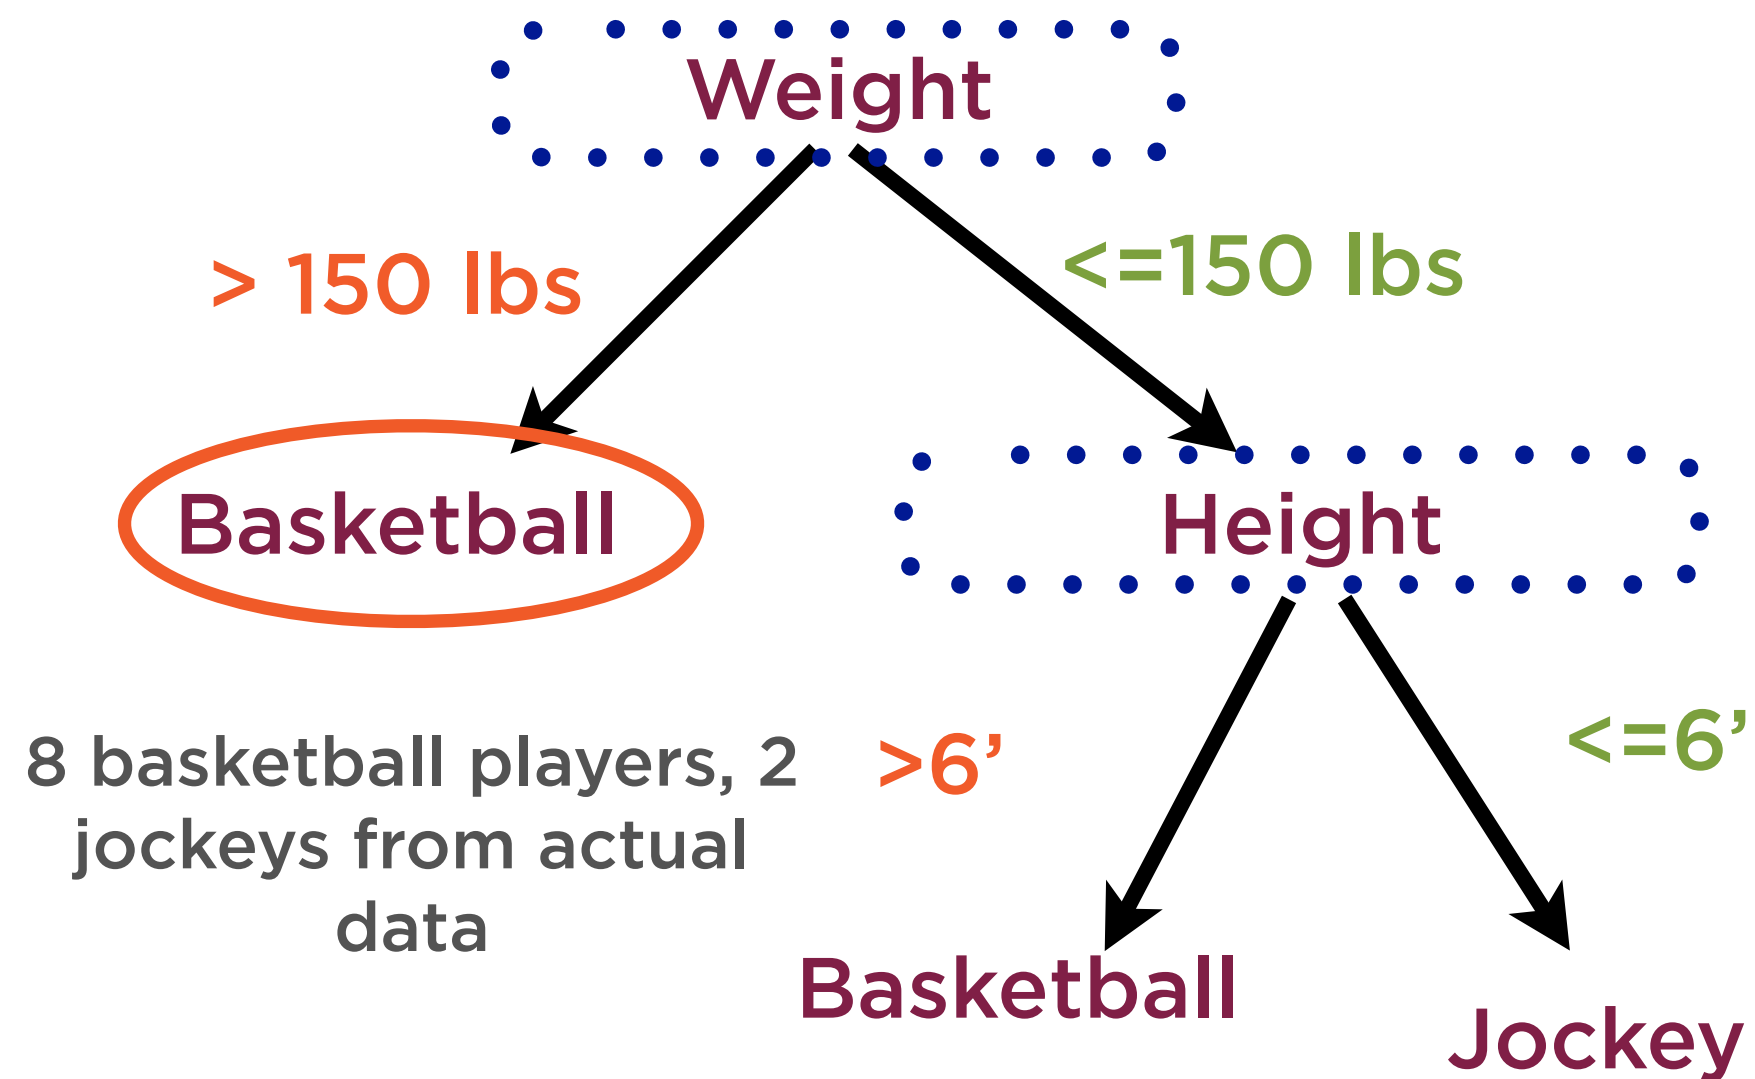 Weight
> 150 lbs
<=150 lbs
Basketball
Height
8 basketball players, 2
jockeys from actual
data
>6’
<=6’
Basketball
Jockey